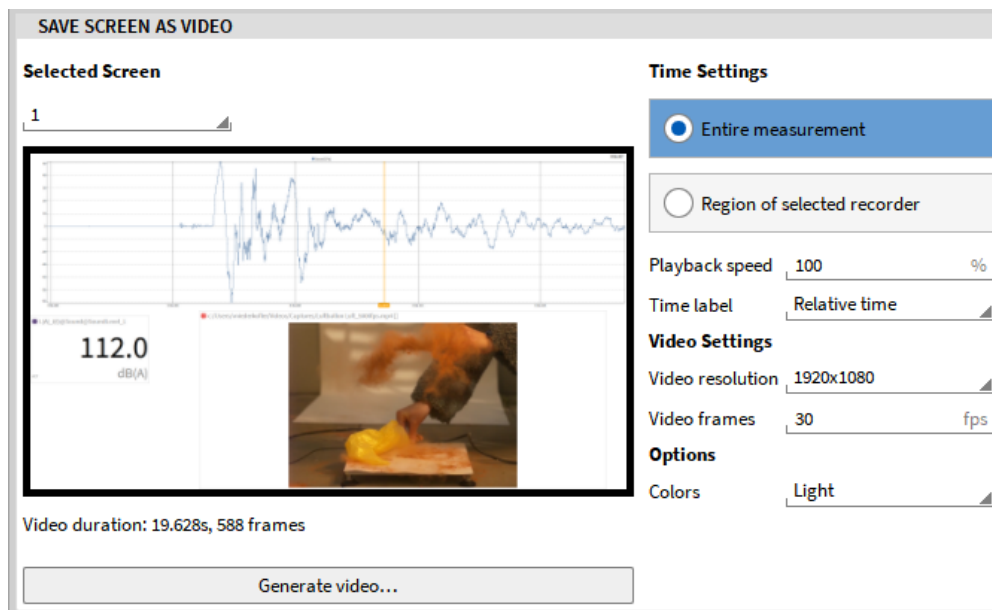 SAVE SCREEN AS VIDEO
Selected Screen
1
112.0
dB(A)
Video duration: 19.628s, 588 frames
Generate video...
Time Settings
Entire measurement
Region of selected recorder
Playback speed 100 %
Time label Relative time
Video Settings
Video resolution 1920x1080
Video frames 30 fps
Options
Colors Light